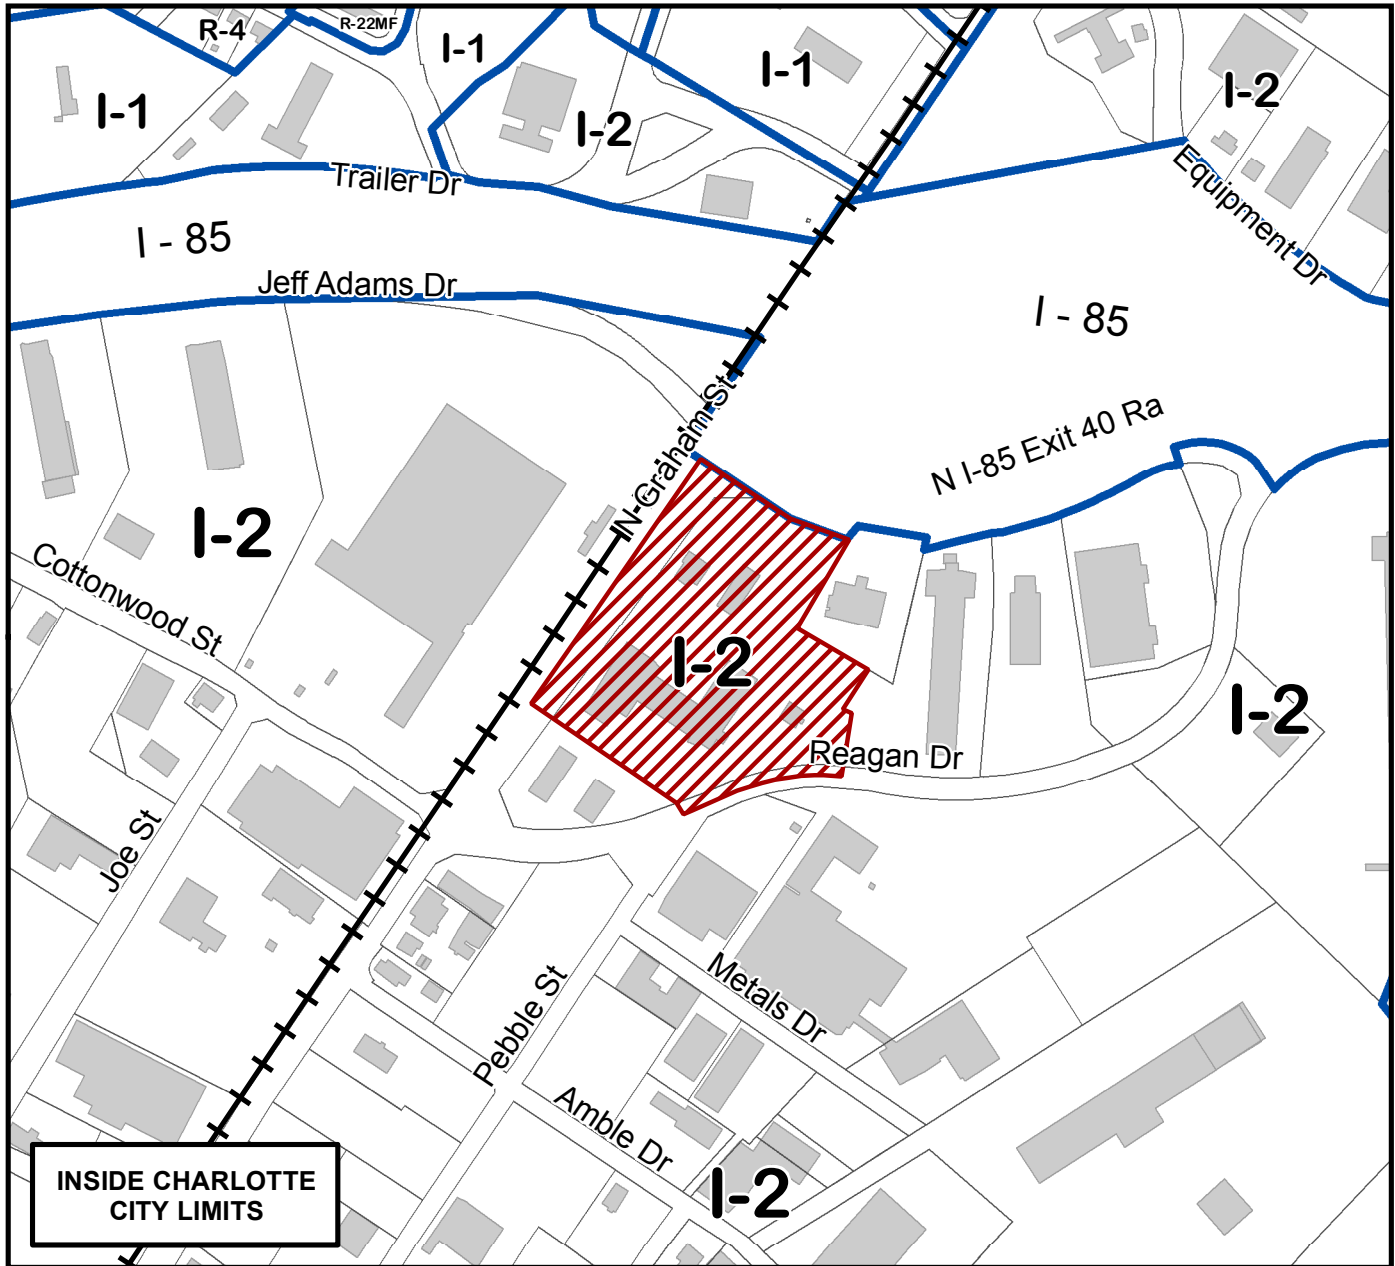 R-4
R-22MF
I-1
I-1
I-1
I-2
I-2
Trailer Dr
Equipment Dr
I - 85
Jeff Adams Dr
I - 85
N Graham St
N I-85 Exit 40 Ra
I-2
Cottonwood St
I-2
I-2
Reagan Dr
Joe St
Metals Dr
Pebble St
Amble Dr
I-2
INSIDE CHARLOTTE
CITY LIMITS